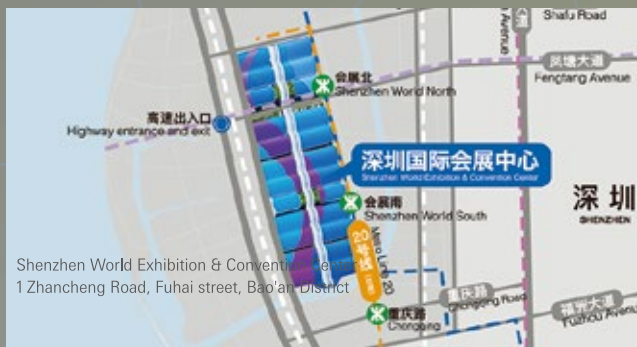 Shafu Road
Avenue
道
凤塘大道
Fengtang Avenue
会展北
Shenzhen World North
高速出入口
Highway entrance and exit
深圳国际会展中心
Shenzhen World Exhibition & Convention Center
深圳
SHENZHEN
会展南
Shenzhen World South
20号线
Line
Metro Line 20
Shenzhen World Exhibition & Convention Center
1 Zhancheng Road, Fuhai street, Bao'an District
重庆路
Chongqing Road
重庆路
Chongqing
福洲大道
Fuzhou Avenue